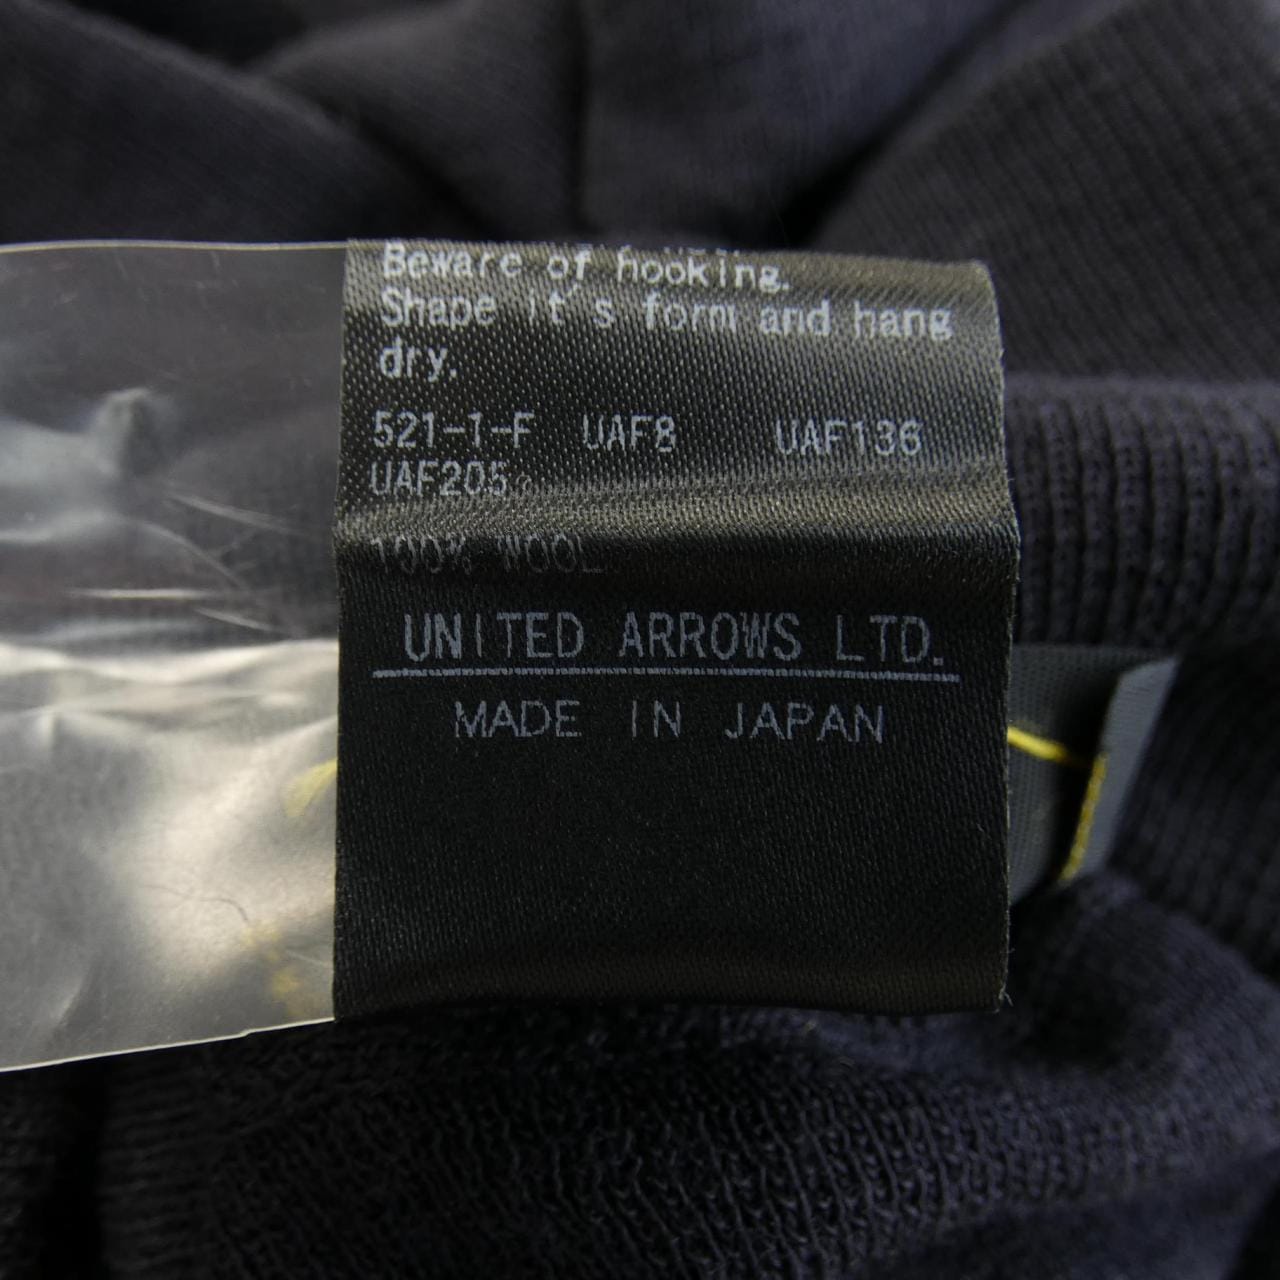 Beware of hooking.
Shape it's form and hang
dry.
521-1-F UAF8 UAF136
UAF205
100% WOOL
UNITED ARROWS LTD.
MADE IN JAPAN